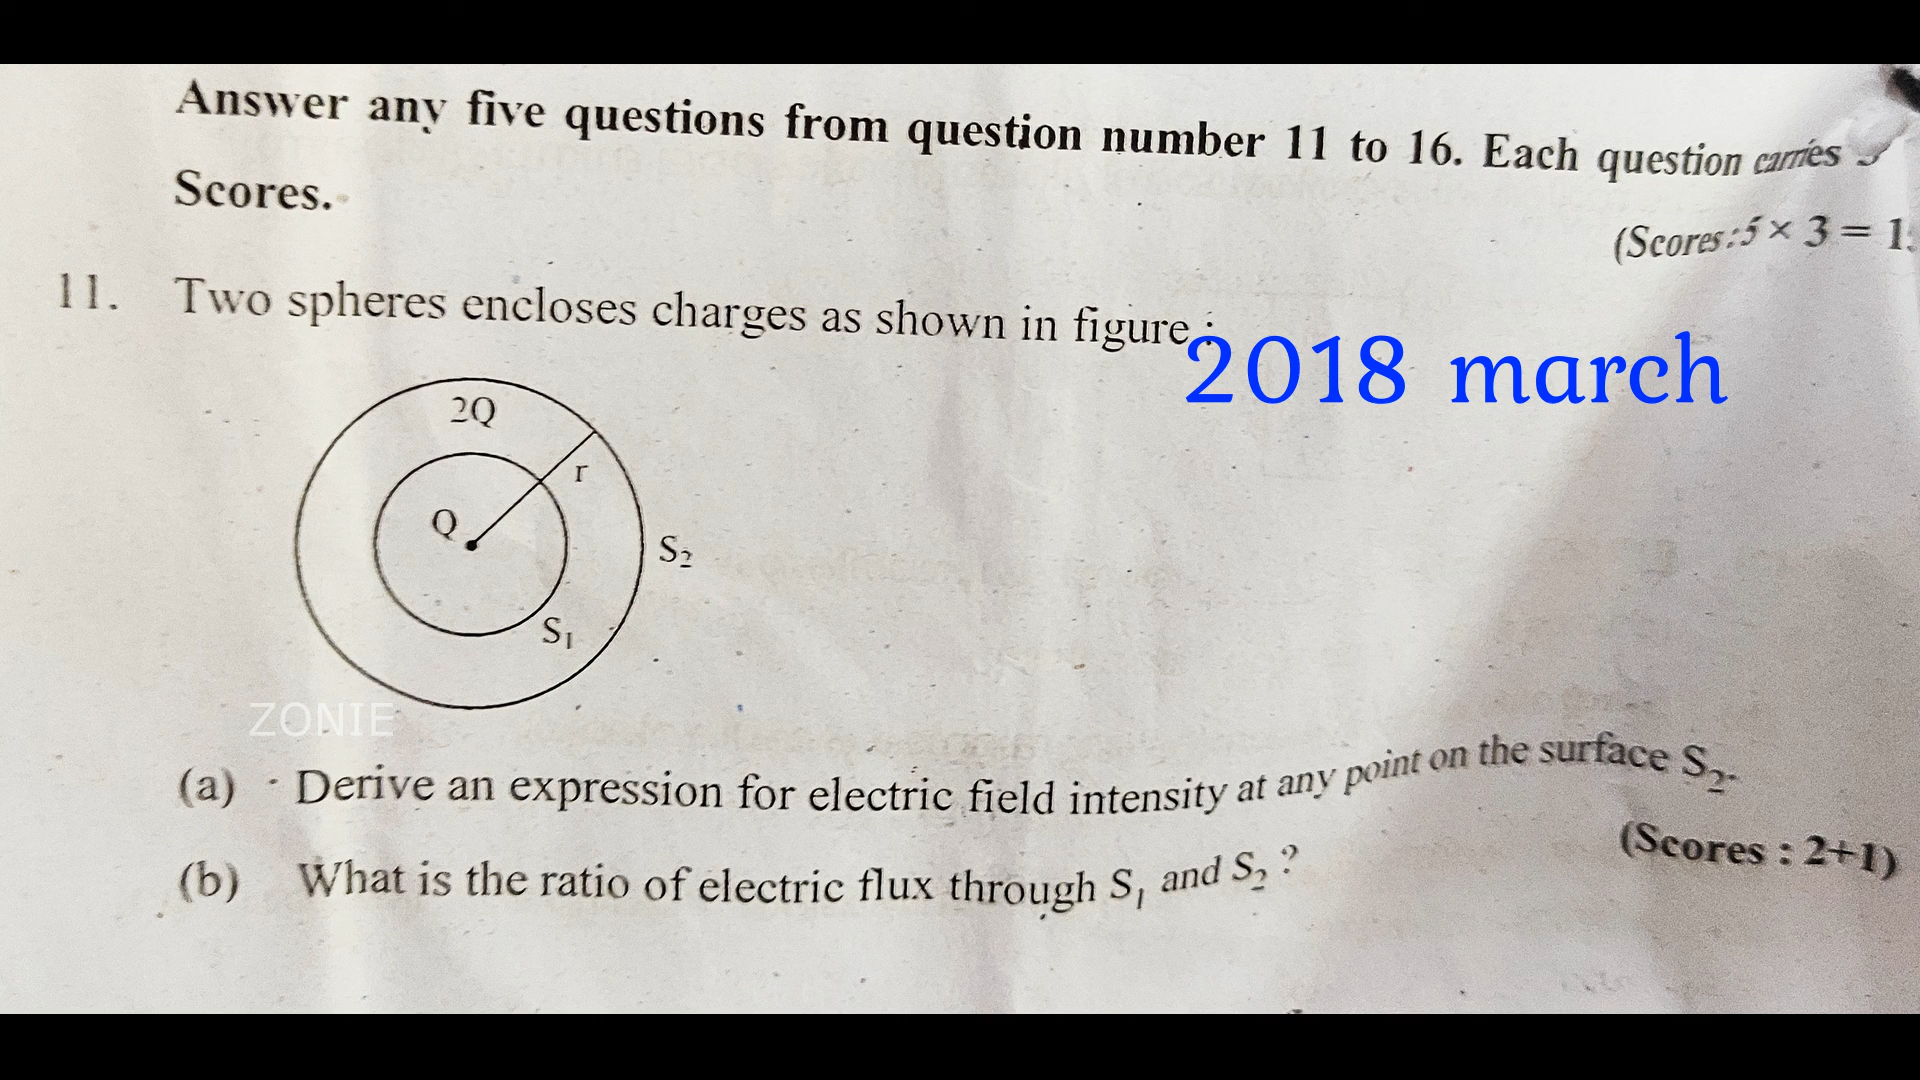 Answer any five questions from question number 11 to 16. Each question carries
Scores.
(Scores : 5 × 3 = 1
11. Two spheres encloses charges as shown in figure :
2018 march
2Q
r
Q
S₂
S₁
ZONIE
(a) Derive an expression for electric field intensity at any point on the surface S₂.
(b) What is the ratio of electric flux through S₁ and S₂ ?
(Scores : 2+1)